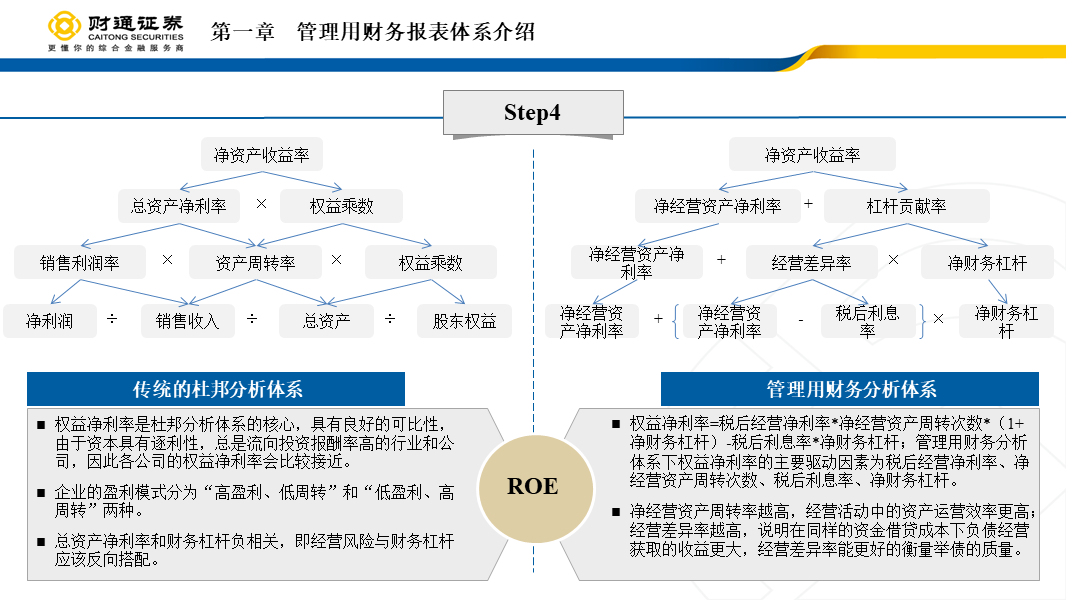 财通证券
CAITONG SECURITIES
更懂你的综合金融服务商
第一章 管理用财务报表体系介绍
Step4
净资产收益率
总资产净利率 × 权益乘数
销售利润率 × 资产周转率 × 权益乘数
净利润 ÷ 销售收入 ÷ 总资产 ÷ 股东权益
净资产收益率
净经营资产净利率 + 杠杆贡献率
净经营资产净
利率
+ 经营差异率 × 净财务杠杆
净经营资
产净利率
+
净经营资
产净利率
-
税后利息
率
×
净财务杠
杆
传统的杜邦分析体系
■ 权益净利率是杜邦分析体系的核心，具有良好的可比性，
由于资本具有逐利性，总是流向投资报酬率高的行业和公
司，因此各公司的权益净利率会比较接近。
■ 企业的盈利模式分为“高盈利、低周转”和“低盈利、高
周转”两种。
■ 总资产净利率和财务杠杆负相关，即经营风险与财务杠杆
应该反向搭配。
ROE
管理用财务分析体系
■ 权益净利率=税后经营净利率*净经营资产周转次数*（1+
净财务杠杆）-税后利息率*净财务杠杆；管理用财务分析
体系下权益净利率的主要驱动因素为税后经营净利率、净
经营资产周转次数、税后利息率、净财务杠杆。
■ 净经营资产周转率越高，经营活动中的资产运营效率更高；
经营差异率越高，说明在同样的资金借贷成本下负债经营
获取的收益更大，经营差异率能更好的衡量举债的质量。